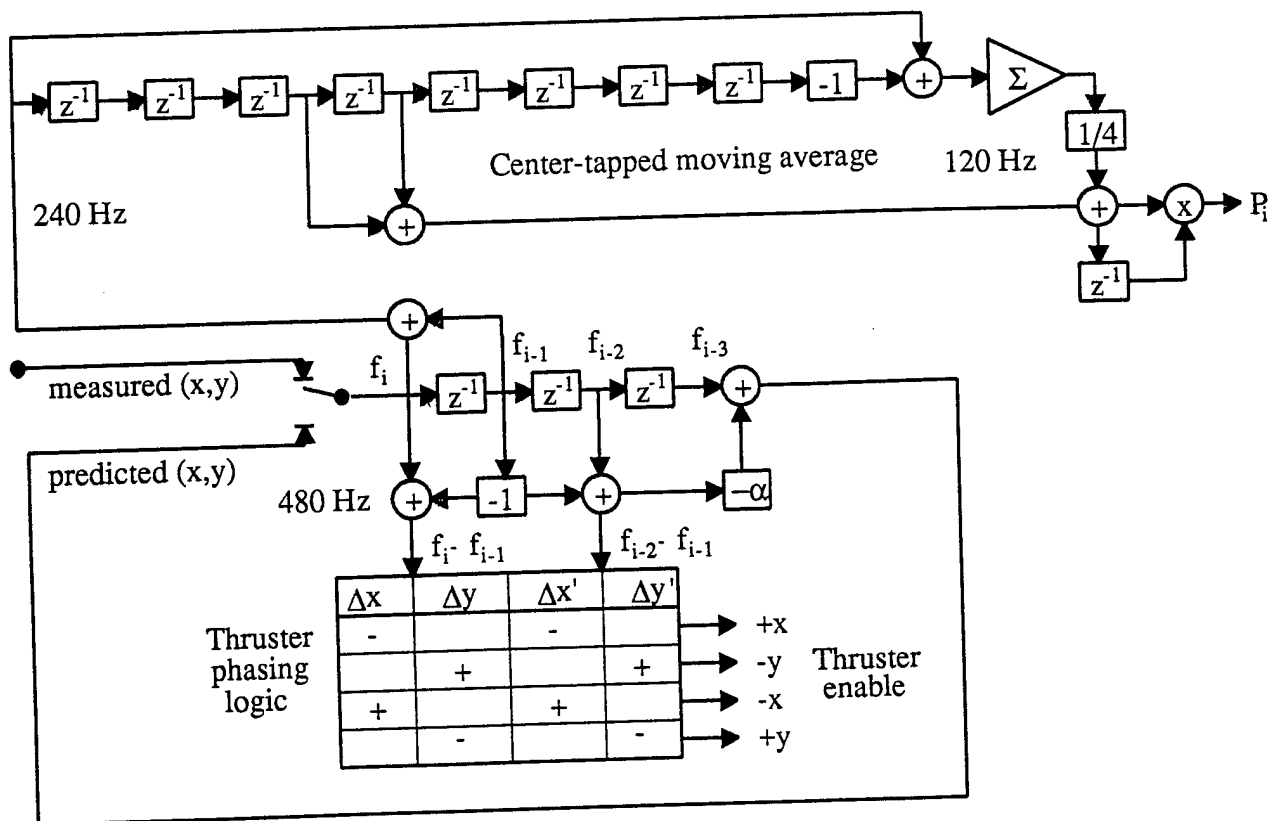 z⁻¹ z⁻¹ z⁻¹ z⁻¹ z⁻¹ z⁻¹ z⁻¹ z⁻¹ -1 + Σ
1/4
Center-tapped moving average
120 Hz
240 Hz
+
+ x Pᵢ
z⁻¹
+
measured (x,y)
fᵢ
fᵢ₋₁
fᵢ₋₂
fᵢ₋₃
z⁻¹ z⁻¹ z⁻¹ +
predicted (x,y)
480 Hz
+ -1 + −α
fᵢ- fᵢ₋₁
fᵢ₋₂- fᵢ₋₁
Δx Δy Δx' Δy'
- - +x
+ + -y
+ + -x
- - +y
Thruster
phasing
logic
Thruster
enable